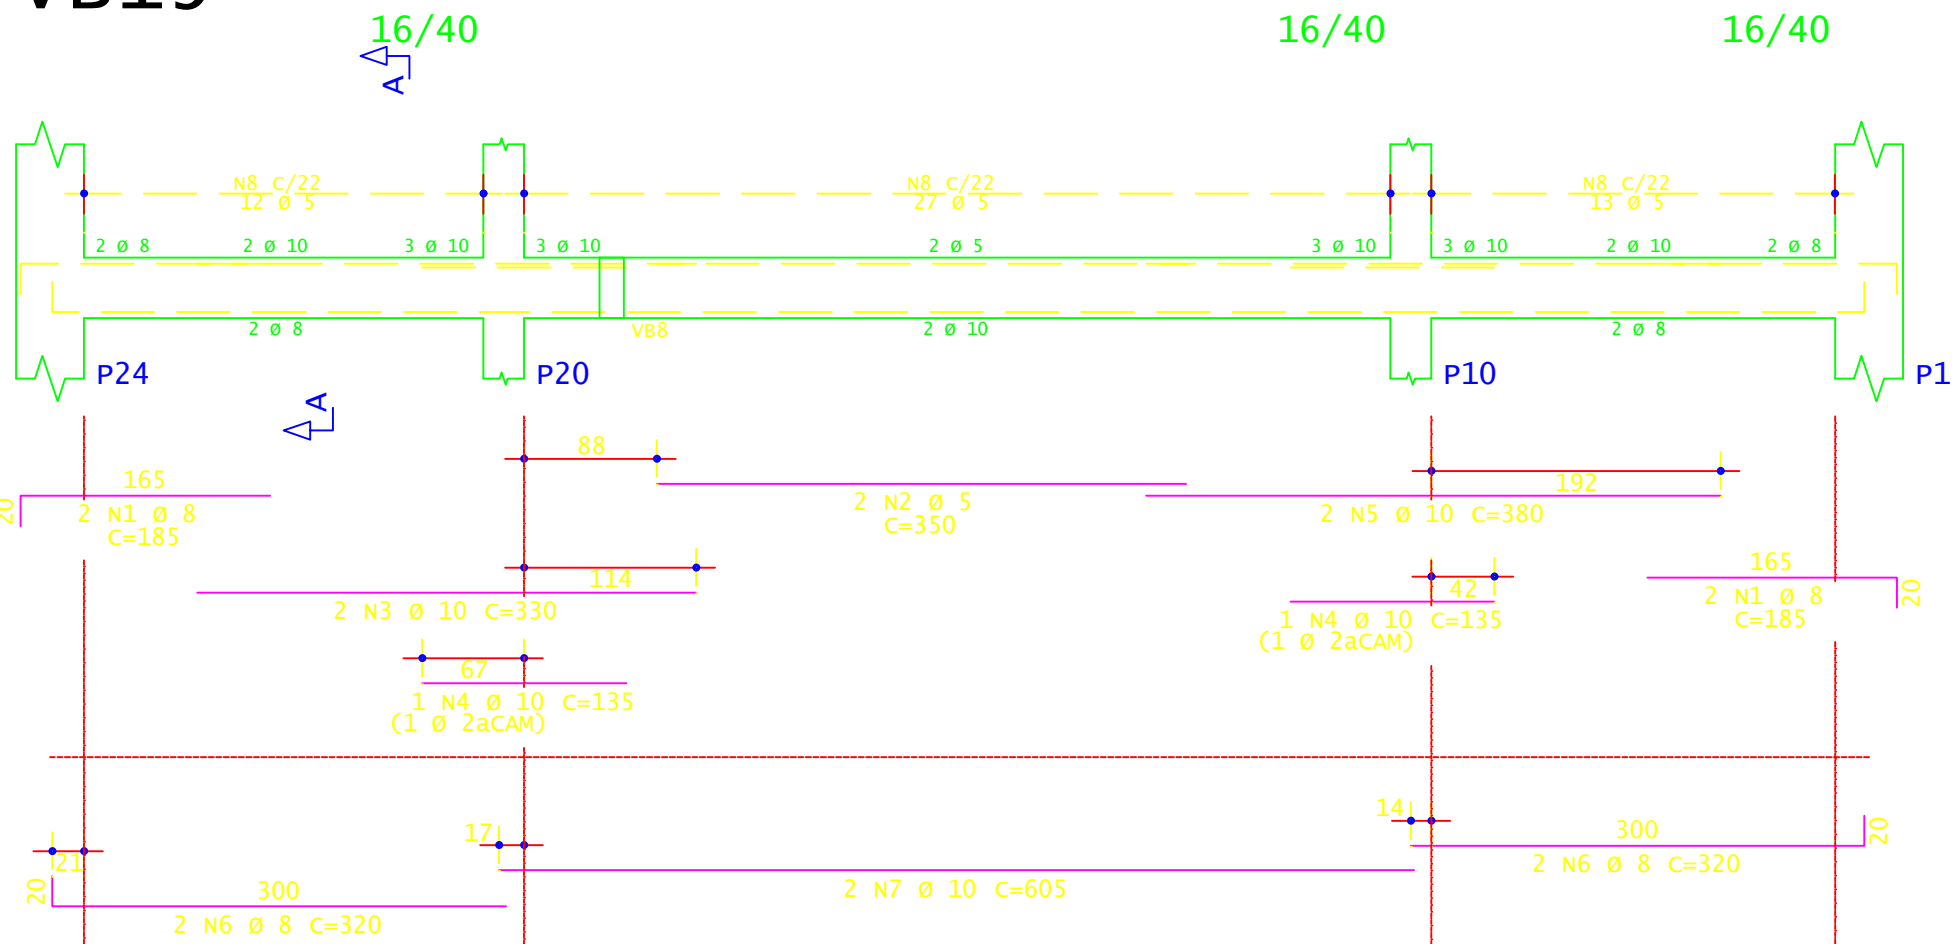 VB19
16/40 16/40 16/40
A
N8 C/22 N8 C/22 N8 C/22
12 Ø 5 27 Ø 5 13 Ø 5
2 Ø 8 2 Ø 10 3 Ø 10 3 Ø 10 2 Ø 5 3 Ø 10 3 Ø 10 2 Ø 10 2 Ø 8
2 Ø 8 VB8 2 Ø 10 2 Ø 8
P24 P20 P10 P1
A
88
165
20
2 N1 Ø 8
C=185
2 N2 Ø 5
C=350
192
2 N5 Ø 10 C=380
114
2 N3 Ø 10 C=330
42
1 N4 Ø 10 C=135
(1 Ø 2aCAM)
165
20
2 N1 Ø 8
C=185
67
1 N4 Ø 10 C=135
(1 Ø 2aCAM)
21
20
300
2 N6 Ø 8 C=320
17
2 N7 Ø 10 C=605
14
300
20
2 N6 Ø 8 C=320